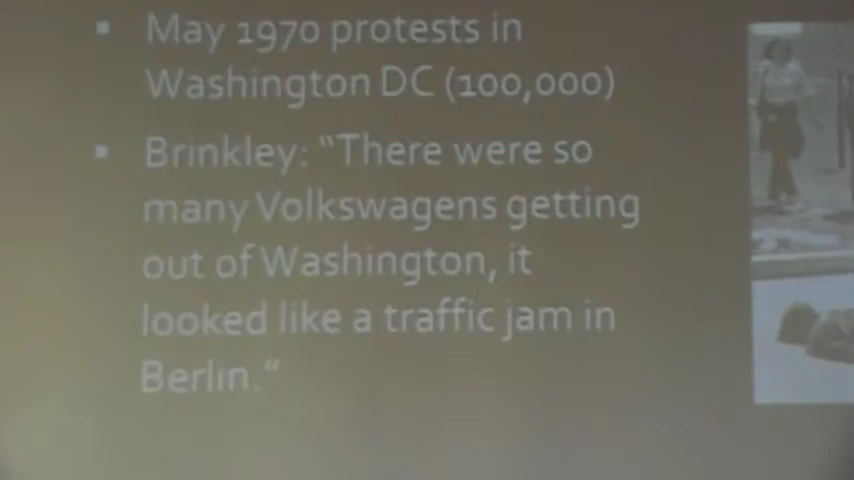 ▪ May 1970 protests in
Washington DC (100,000)
▪ Brinkley: “There were so
many Volkswagens getting
out of Washington, it
looked like a traffic jam in
Berlin.“